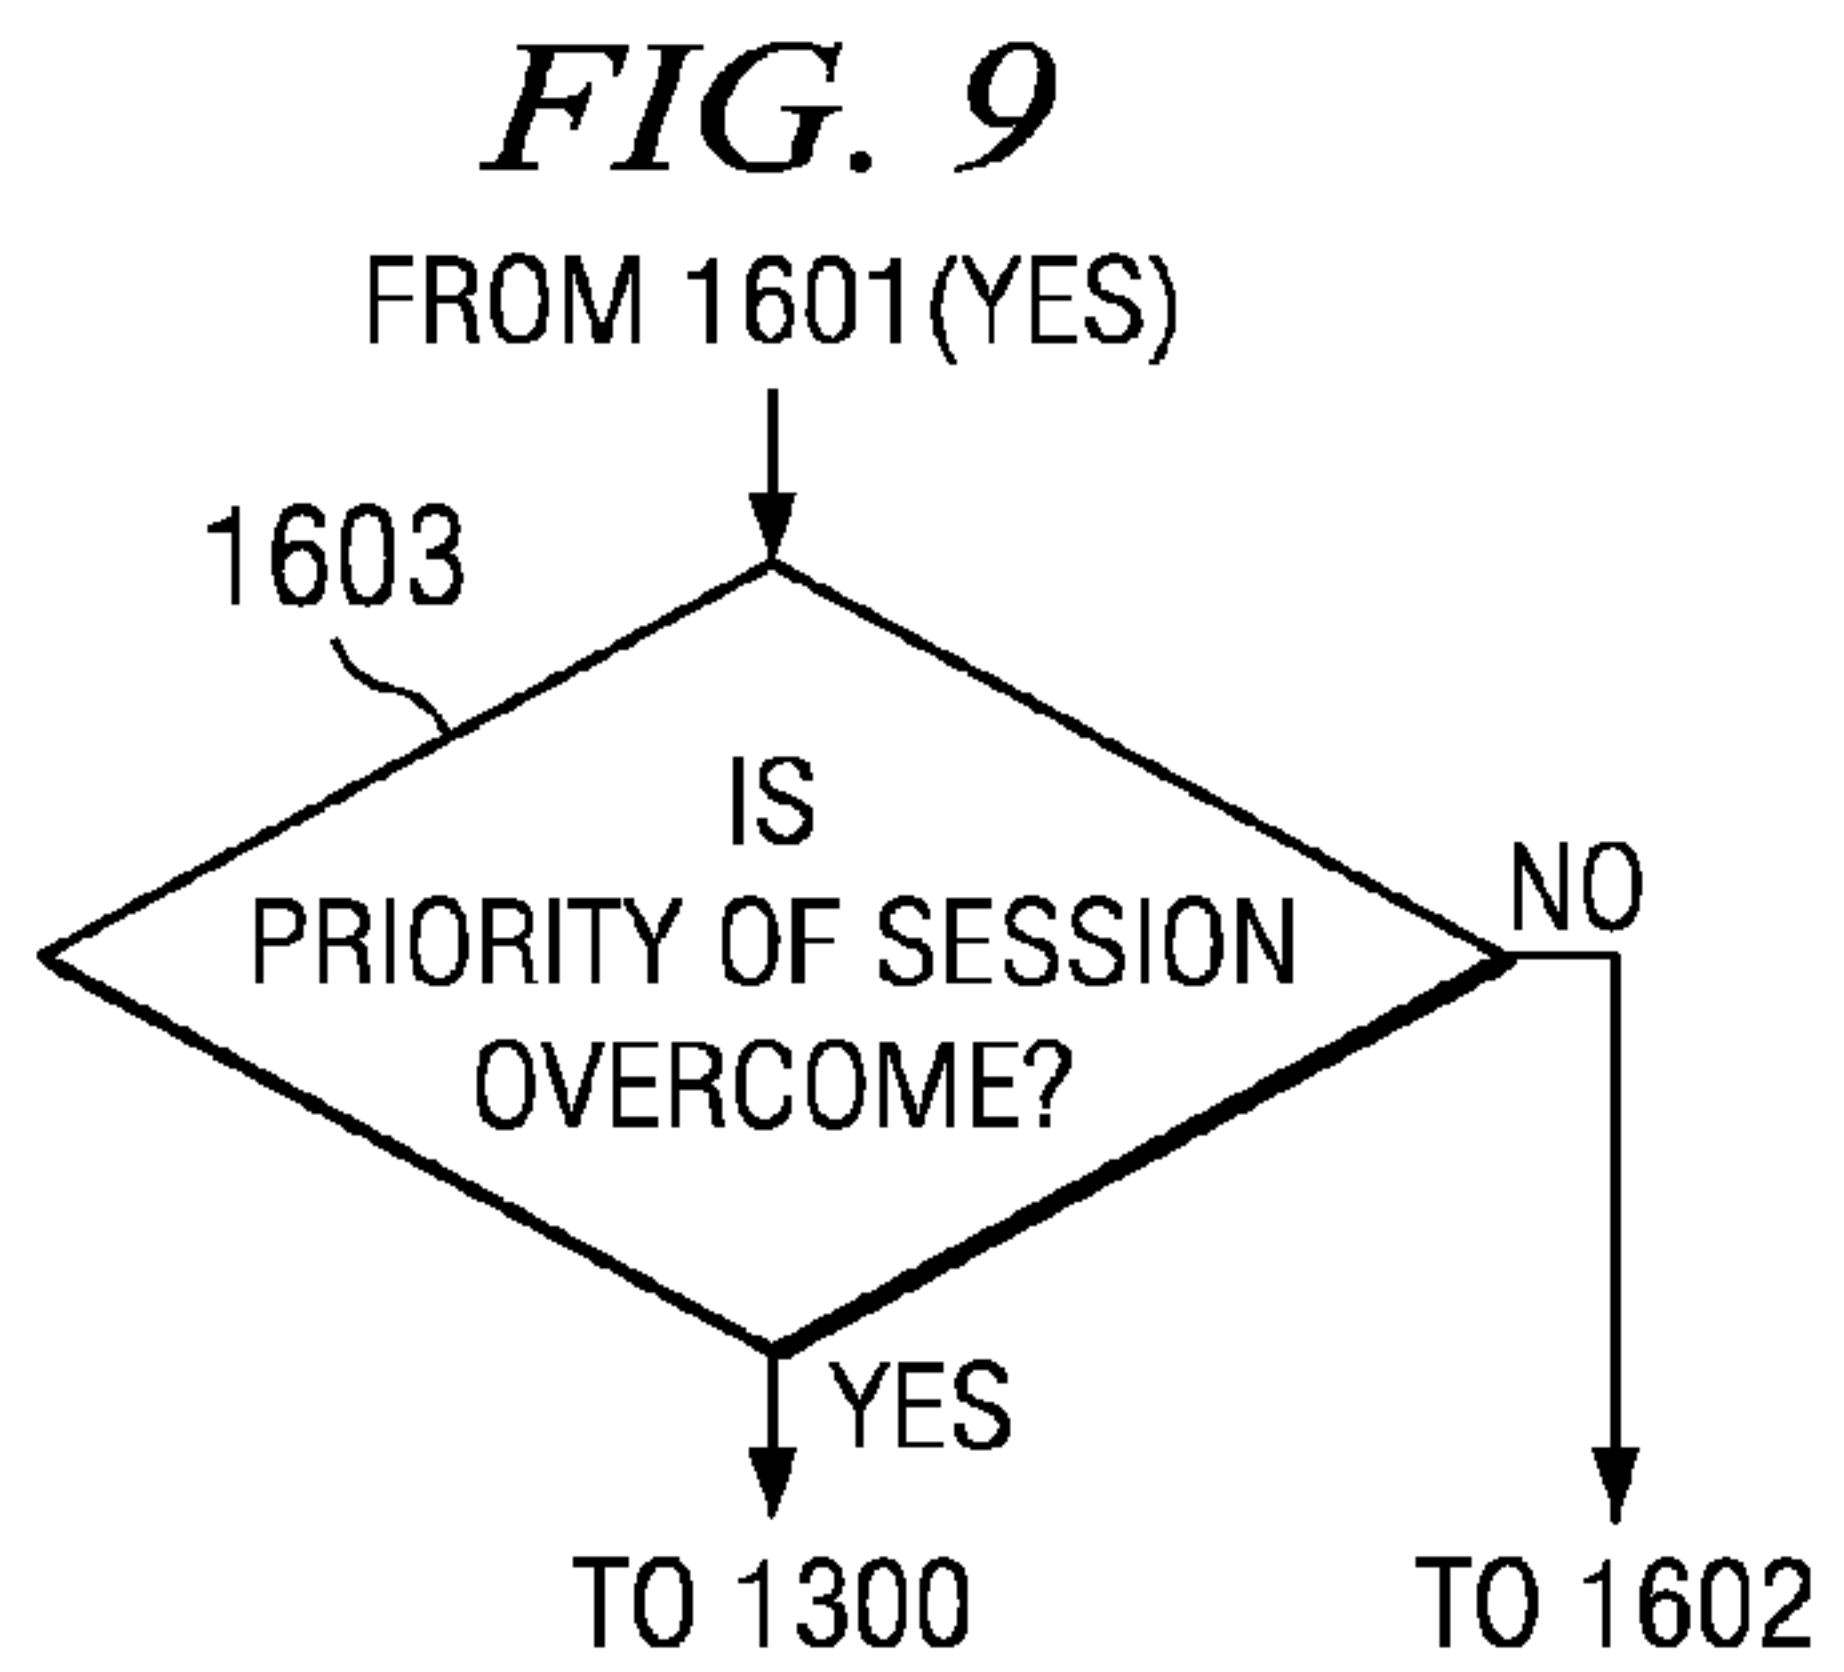 FIG. 9
FROM 1601(YES)
1603
IS
PRIORITY OF SESSION
OVERCOME?
NO
YES
TO 1300
TO 1602